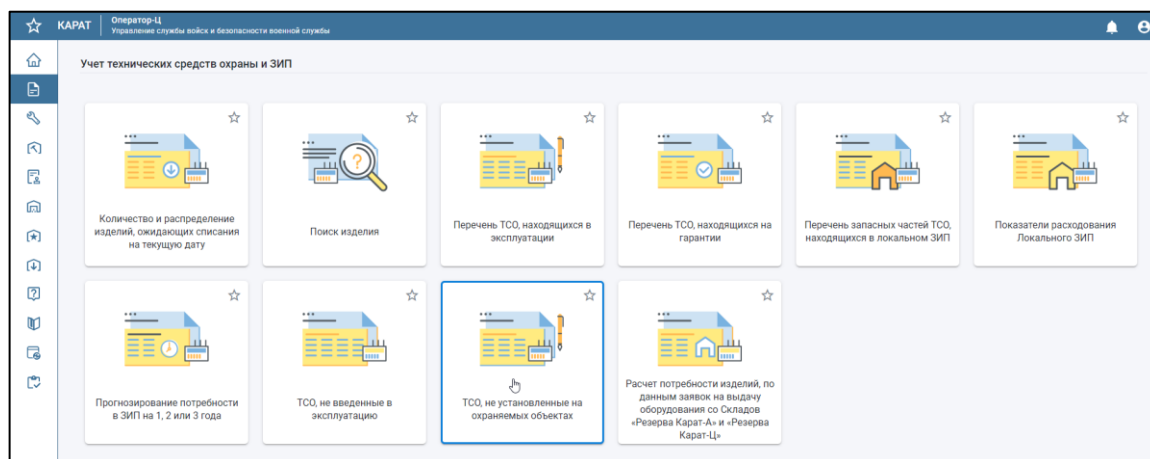 КАРАТ
Оператор-Ц
Управление службы войск и безопасности военной службы
Учет технических средств охраны и ЗИП
Количество и распределение
изделий, ожидающих списания
на текущую дату
Поиск изделия
Перечень ТСО, находящихся в
эксплуатации
Перечень ТСО, находящихся на
гарантии
Перечень запасных частей ТСО,
находящихся в локальном ЗИП
Показатели расходования
Локального ЗИП
Прогнозирование потребности
в ЗИП на 1, 2 или 3 года
ТСО, не введенные в
эксплуатацию
ТСО, не установленные на
охраняемых объектах
Расчет потребности изделий, по
данным заявок на выдачу
оборудования со Складов
«Резерва Карат-А» и «Резерва
Карат-Ц»